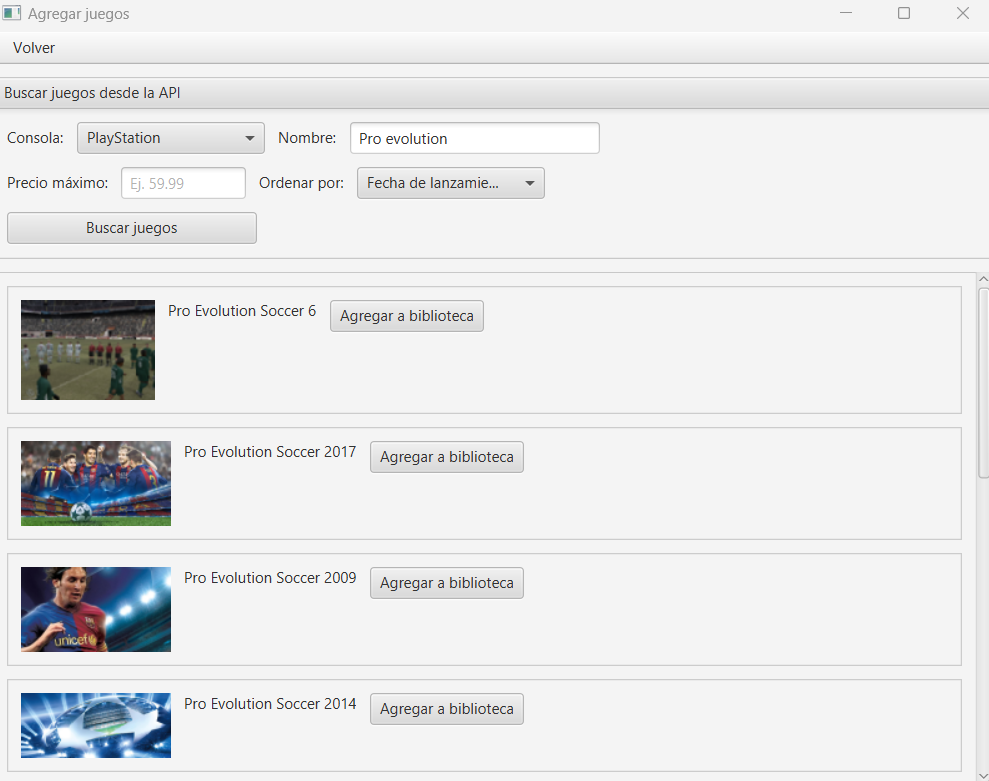 Agregar juegos
Volver
Buscar juegos desde la API
Consola: PlayStation Nombre: Pro evolution
Precio máximo: Ej. 59.99 Ordenar por: Fecha de lanzamie...
Buscar juegos
Pro Evolution Soccer 6 Agregar a biblioteca
Pro Evolution Soccer 2017 Agregar a biblioteca
11
Pro Evolution Soccer 2009 Agregar a biblioteca
unicef
Pro Evolution Soccer 2014 Agregar a biblioteca